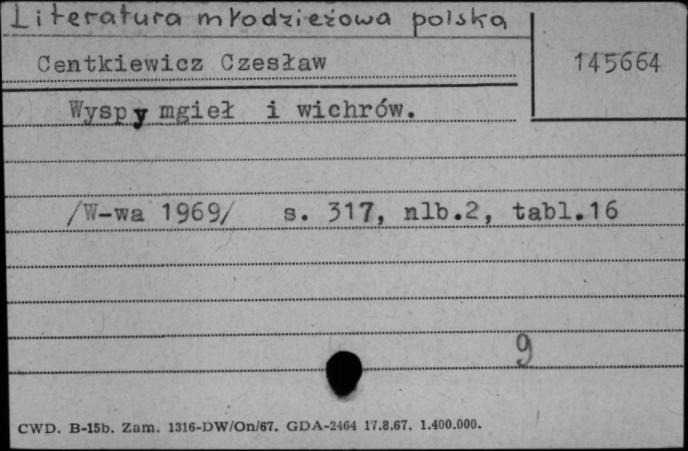 Literatura młodzieżowa polska
Centkiewicz Czesław
145664
Wyspy mgieł i wichrów.
/W-wa 1969/ s. 317, nlb.2, tabl.16
9
CWD. B-15b. Zam. 1316-DW/On/67. GDA-2464 17.8.67. 1.400.000.